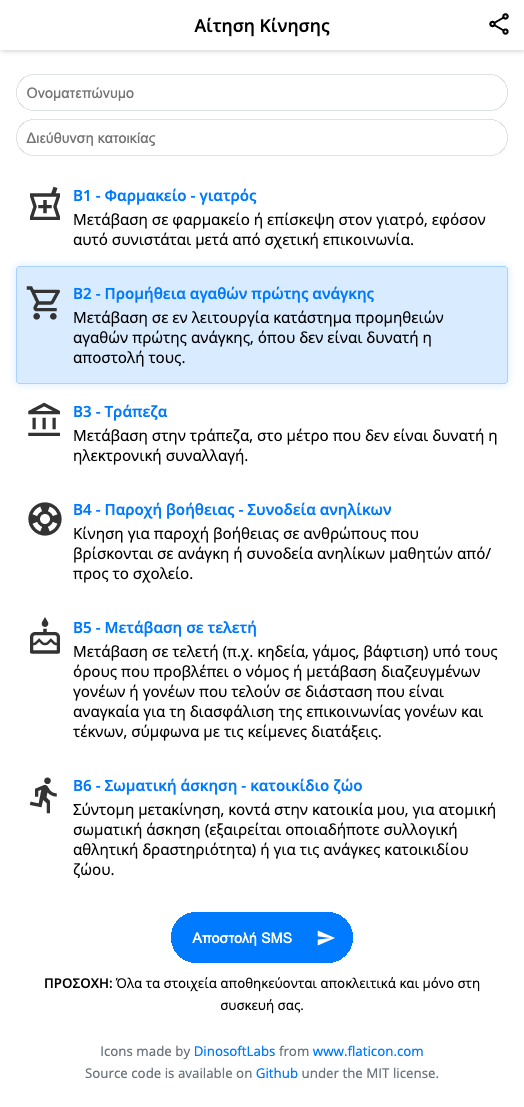 Αίτηση Κίνησης
Ονοματεπώνυμο
Διεύθυνση κατοικίας
B1 - Φαρμακείο - γιατρός
Μετάβαση σε φαρμακείο ή επίσκεψη στον γιατρό, εφόσον
αυτό συνιστάται μετά από σχετική επικοινωνία.
B2 - Προμήθεια αγαθών πρώτης ανάγκης
Μετάβαση σε εν λειτουργία κατάστημα προμηθειών
αγαθών πρώτης ανάγκης, όπου δεν είναι δυνατή η
αποστολή τους.
B3 - Τράπεζα
Μετάβαση στην τράπεζα, στο μέτρο που δεν είναι δυνατή η
ηλεκτρονική συναλλαγή.
B4 - Παροχή βοήθειας - Συνοδεία ανηλίκων
Κίνηση για παροχή βοήθειας σε ανθρώπους που
βρίσκονται σε ανάγκη ή συνοδεία ανηλίκων μαθητών από/
προς το σχολείο.
B5 - Μετάβαση σε τελετή
Μετάβαση σε τελετή (π.χ. κηδεία, γάμος, βάφτιση) υπό τους
όρους που προβλέπει ο νόμος ή μετάβαση διαζευγμένων
γονέων ή γονέων που τελούν σε διάσταση που είναι
αναγκαία για τη διασφάλιση της επικοινωνίας γονέων και
τέκνων, σύμφωνα με τις κείμενες διατάξεις.
B6 - Σωματική άσκηση - κατοικίδιο ζώο
Σύντομη μετακίνηση, κοντά στην κατοικία μου, για ατομική
σωματική άσκηση (εξαιρείται οποιαδήποτε συλλογική
αθλητική δραστηριότητα) ή για τις ανάγκες κατοικιδίου
ζώου.
Αποστολή SMS
ΠΡΟΣΟΧΗ: Όλα τα στοιχεία αποθηκεύονται αποκλειτικά και μόνο στη
συσκευή σας.
Icons made by DinosoftLabs from www.flaticon.com
Source code is available on Github under the MIT license.